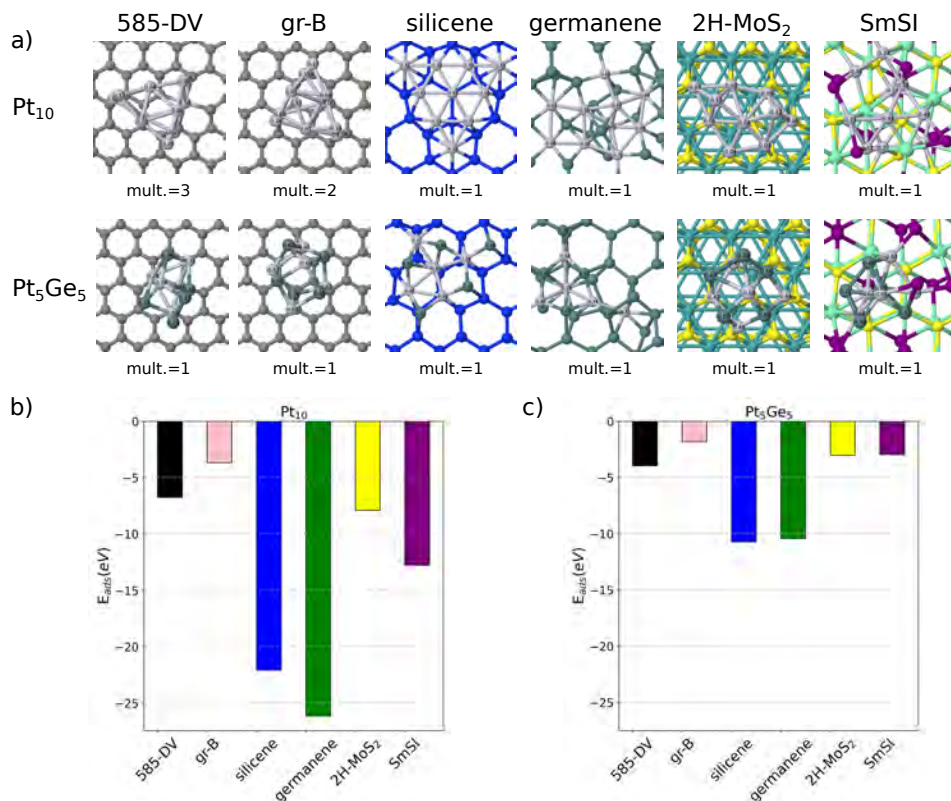 a) 585-DV gr-B silicene germanene 2H-MoS₂ SmSI
Pt₁₀
mult.=3 mult.=2 mult.=1 mult.=1 mult.=1 mult.=1
Pt₅Ge₅
mult.=1 mult.=1 mult.=1 mult.=1 mult.=1 mult.=1
b)
Pt₁₀
0
−5
−10
−15
−20
−25
E_ads(eV)
585-DV gr-B silicene germanene 2H-MoS₂ SmSI
c)
Pt₅Ge₅
0
−5
−10
−15
−20
−25
E_ads(eV)
585-DV gr-B silicene germanene 2H-MoS₂ SmSI